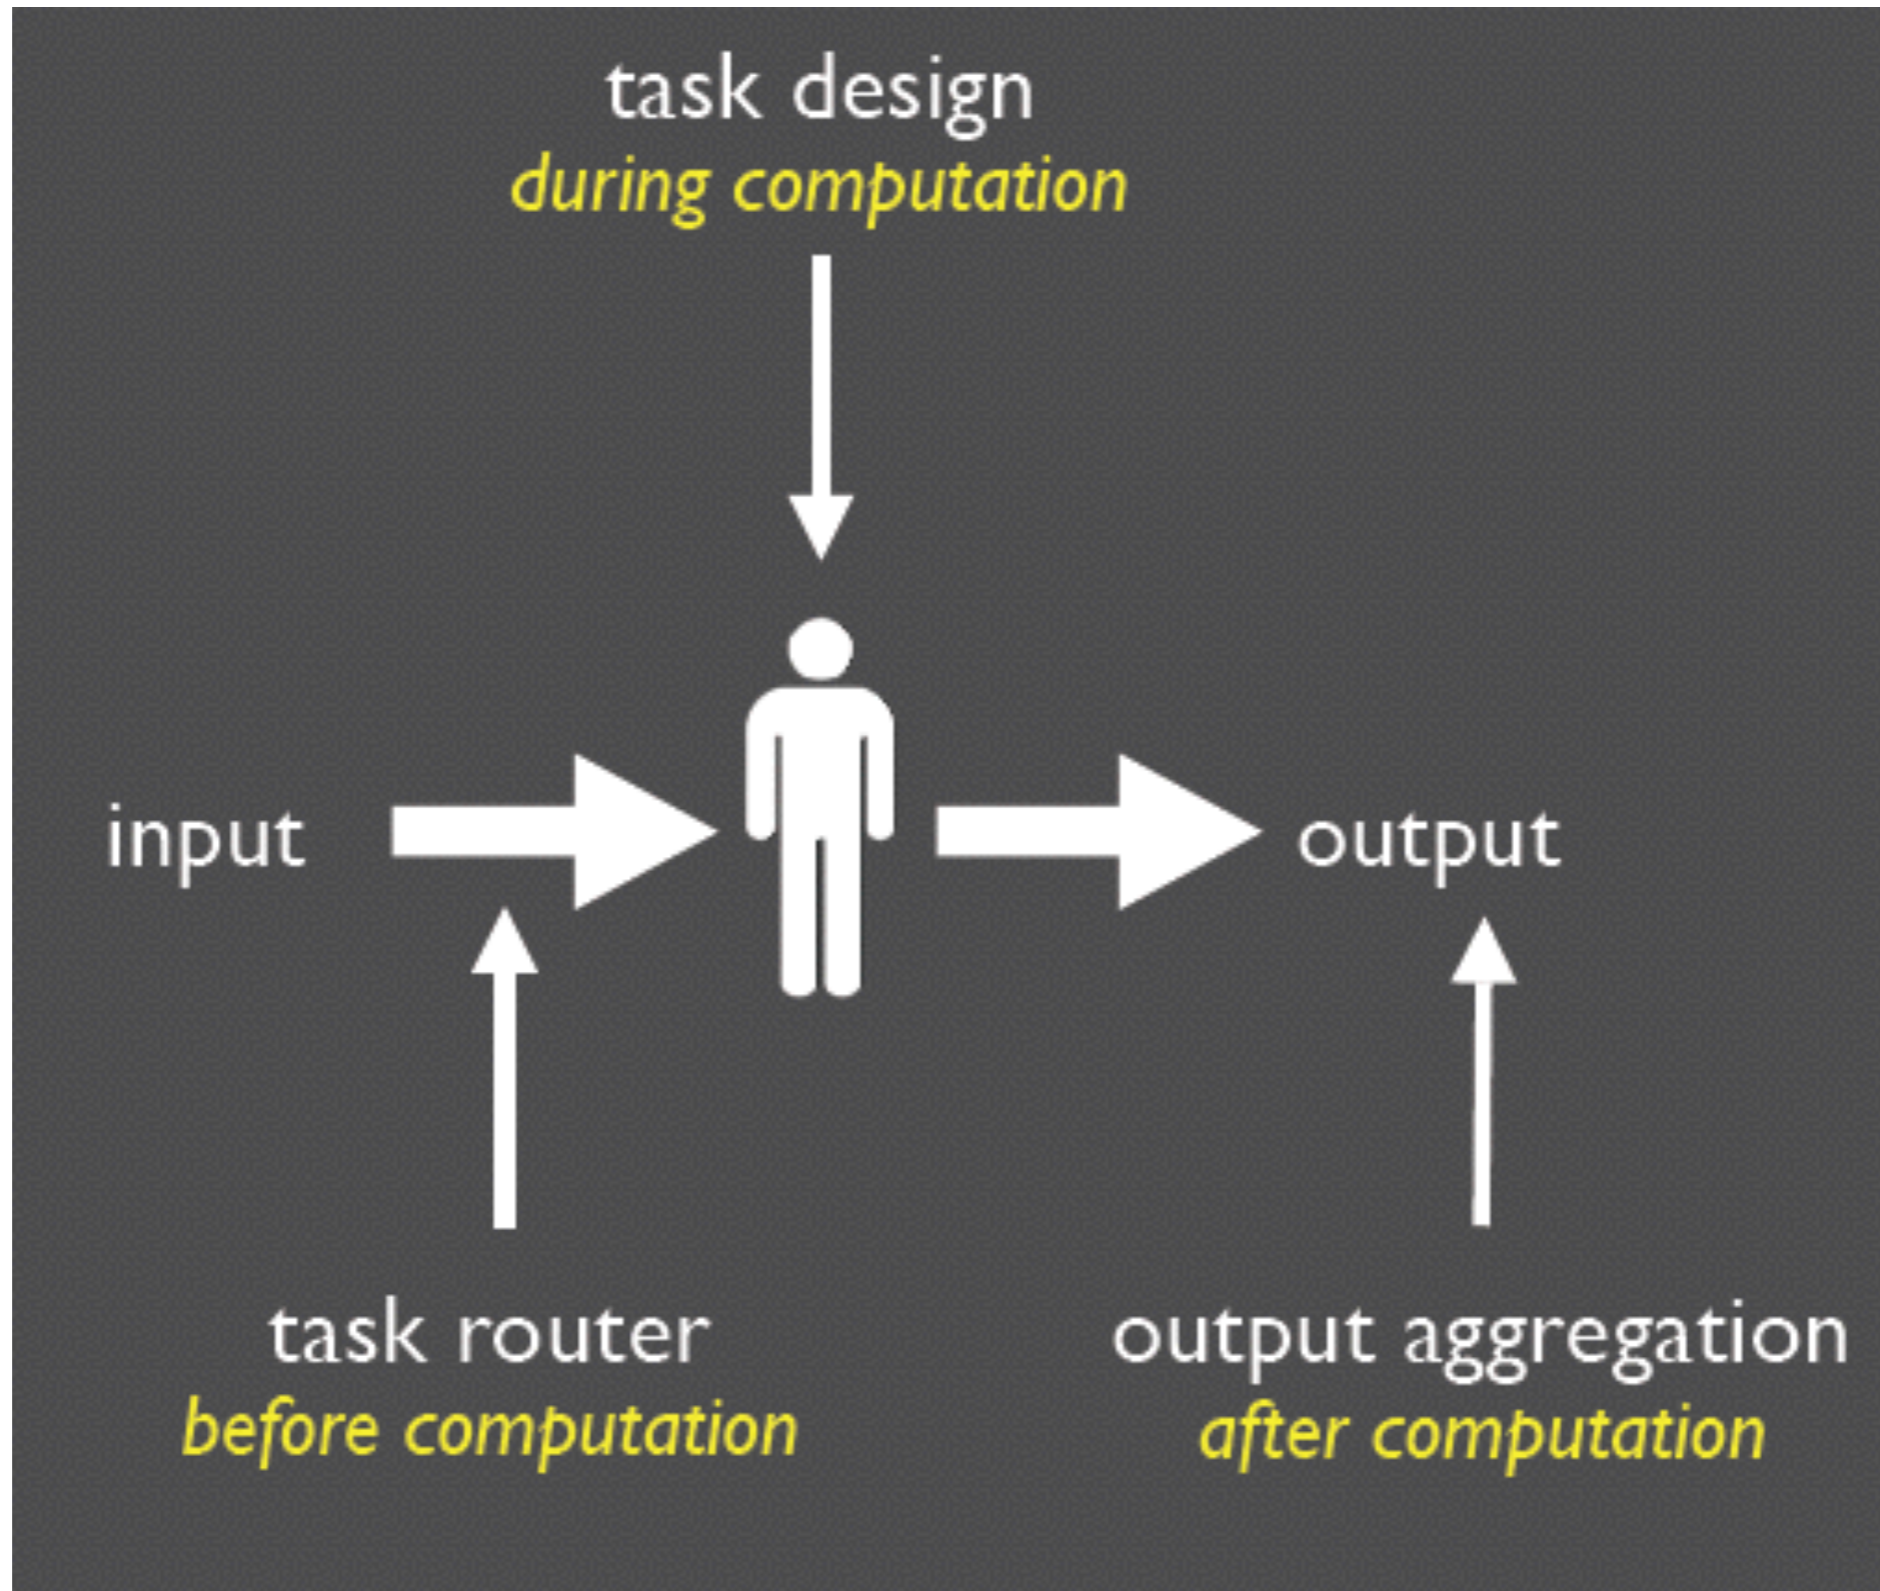 task design
during computation
input
output
task router
before computation
output aggregation
after computation